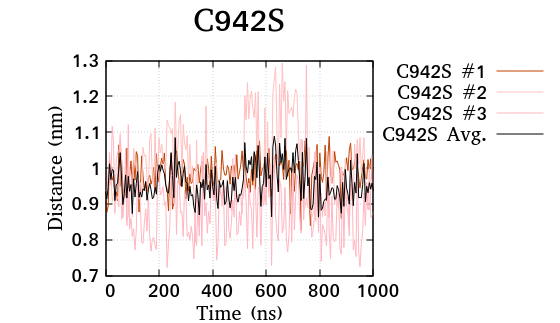 C942S
1.3
1.2
1.1
1
0.9
0.8
0.7
Distance (nm)
0 200 400 600 800 1000
Time (ns)
C942S #1
C942S #2
C942S #3
C942S Avg.